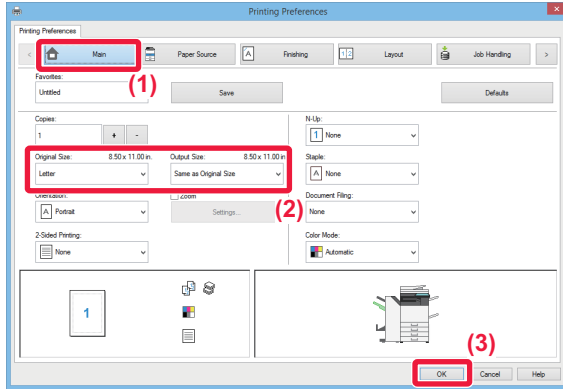 Printing Preferences
Printing Preferences
Main
Paper Source
A
Finishing
1 2
Layout
Job Handling
(1)
Favorites:
Untitled
Save
Defaults
Copies:
1
+
-
N-Up:
1 None
Original Size: 8.50 x 11.00 in.
Output Size: 8.50 x 11.00 in.
Staple:
Letter
Same as Original Size
A None
Orientation:
Zoom
Document Filing:
A Portrait
Settings...
(2)
None
2-Sided Printing:
Color Mode:
None
Automatic
1
(3)
OK
Cancel
Help